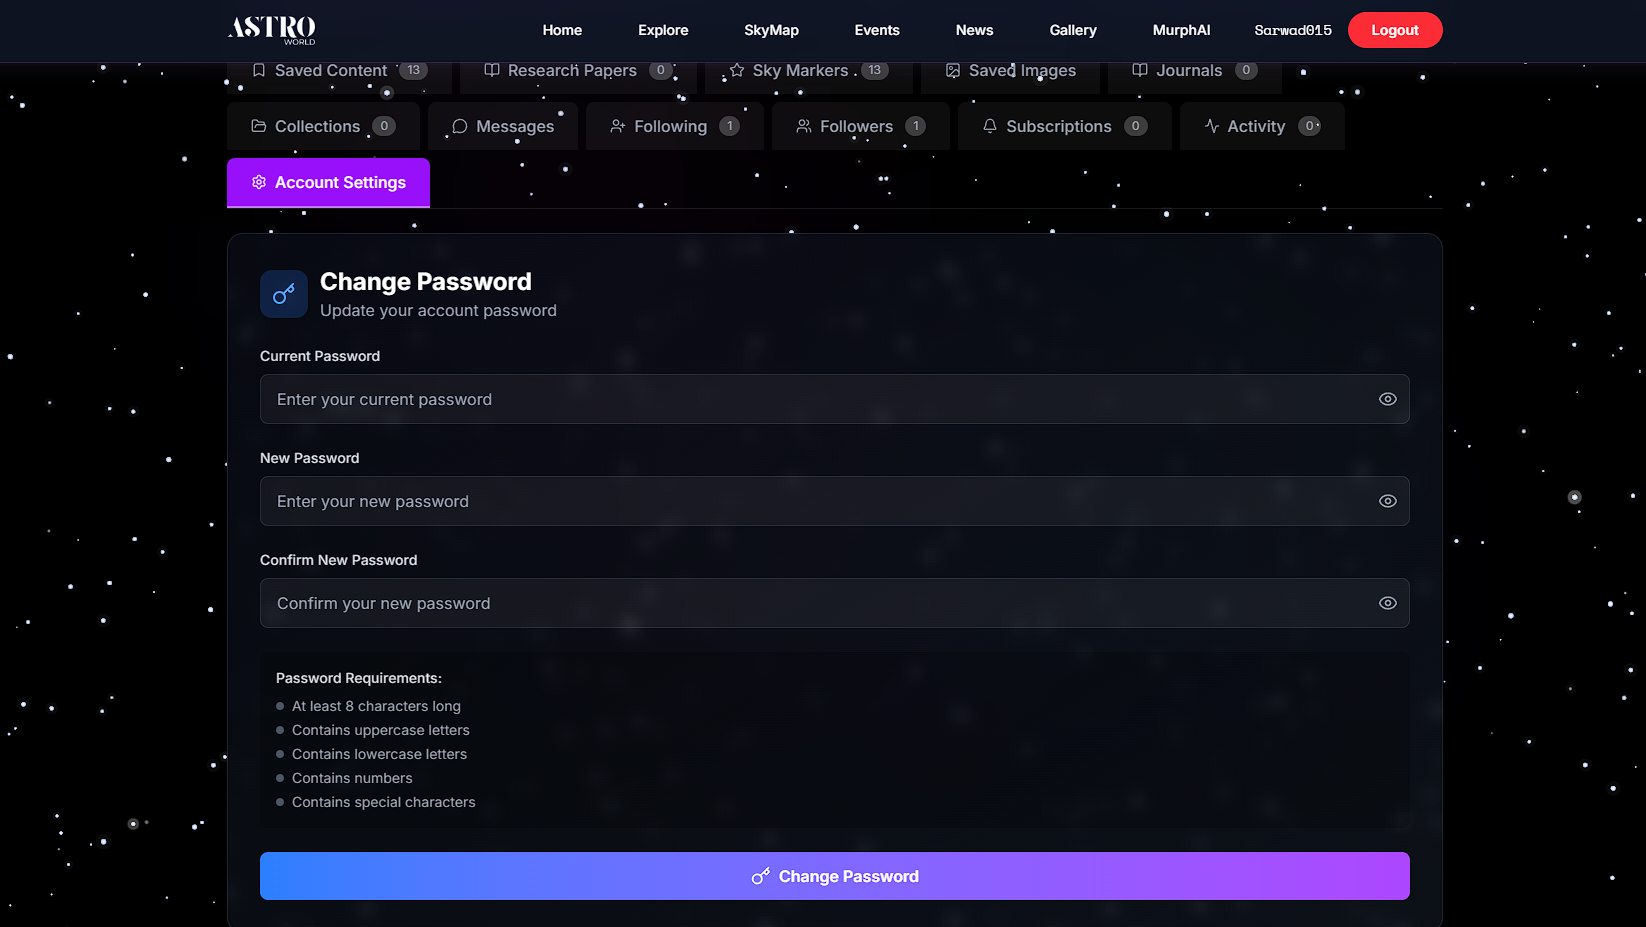 ASTRO
WORLD
Home Explore SkyMap Events News Gallery MurphAI Sarwad015 Logout
Saved Content 13 Research Papers 0 Sky Markers 13 Saved Images Journals 0
Collections 0 Messages Following 1 Followers 1 Subscriptions 0 Activity 0
Account Settings
Change Password
Update your account password
Current Password
Enter your current password
New Password
Enter your new password
Confirm New Password
Confirm your new password
Password Requirements:
At least 8 characters long
Contains uppercase letters
Contains lowercase letters
Contains numbers
Contains special characters
Change Password